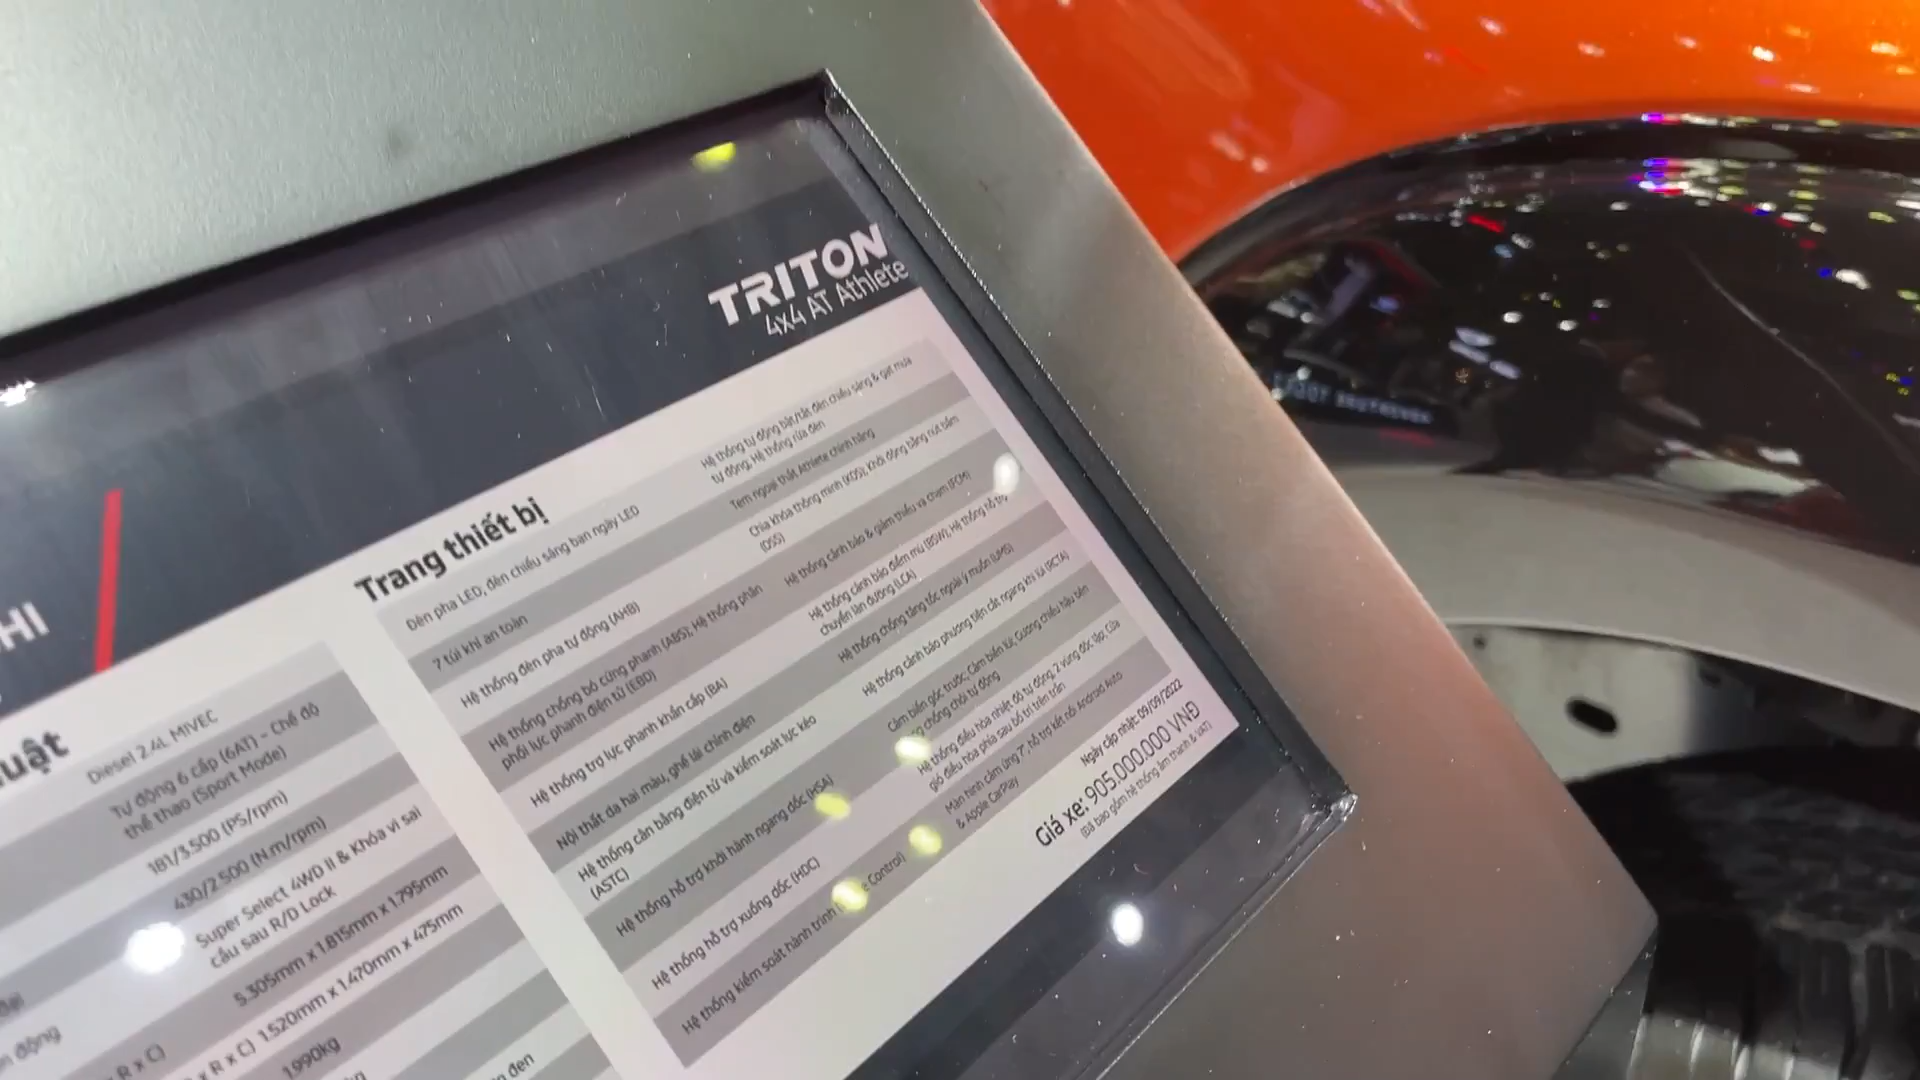 HI
TRITON
4x4 AT Athlete
uật
Diesel 2.4L MIVEC
Tự động 6 cấp (6AT) - Chế độ
thể thao (Sport Mode)
181/3.500 (PS/rpm)
430/2.500 (N.m/rpm)
Super Select 4WD II & Khóa vi sai
cầu sau R/D Lock
5.305mm x 1.815mm x 1.795mm
R x C)
x R x C) 1.520mm x 1.470mm x 475mm
1.990kg
Trang thiết bị
Đèn pha LED, đèn chiếu sáng ban ngày LED
7 túi khí an toàn
Hệ thống đèn pha tự động (AHB)
Hệ thống chống bó cứng phanh (ABS); Hệ thống phân
phối lực phanh điện tử (EBD)
Hệ thống trợ lực phanh khẩn cấp (BA)
Nội thất da hai màu, ghế lái chỉnh điện
Hệ thống cân bằng điện tử và kiểm soát lực kéo
(ASTC)
Hệ thống hỗ trợ khởi hành ngang dốc (HSA)
Hệ thống hỗ trợ xuống dốc (HDC)
Hệ thống kiểm soát hành trình Control)
Hệ thống tự động bật/tắt đèn chiếu sáng & gạt mưa
tự động; Hệ thống rửa đèn
Tem ngoại thất Athlete chính hãng
Chìa khóa thông minh (KOS); Khởi động bằng nút bấm
(OSS)
Hệ thống cảnh báo & giảm thiểu va chạm (FCM)
Hệ thống cảnh báo điểm mù (BSW); Hệ thống hỗ trợ
chuyển làn đường (LCA)
Hệ thống chống tăng tốc ngoài ý muốn (UMS)
Hệ thống cảnh báo phương tiện cắt ngang khi lùi (RCTA)
Cảm biến góc trước; Cảm biến lùi; Gương chiếu hậu bên
chống chói tự động
Hệ thống điều hòa nhiệt độ tự động, 2 vùng độc lập; Cửa
gió điều hòa phía sau bố trí trên trần
Màn hình cảm ứng 7", hỗ trợ kết nối Android Auto
& Apple CarPlay
Ngày cập nhật: 09/09/2022
Giá xe: 905.000.000 VNĐ
(Đã bao gồm hệ thống âm thanh & VAT)